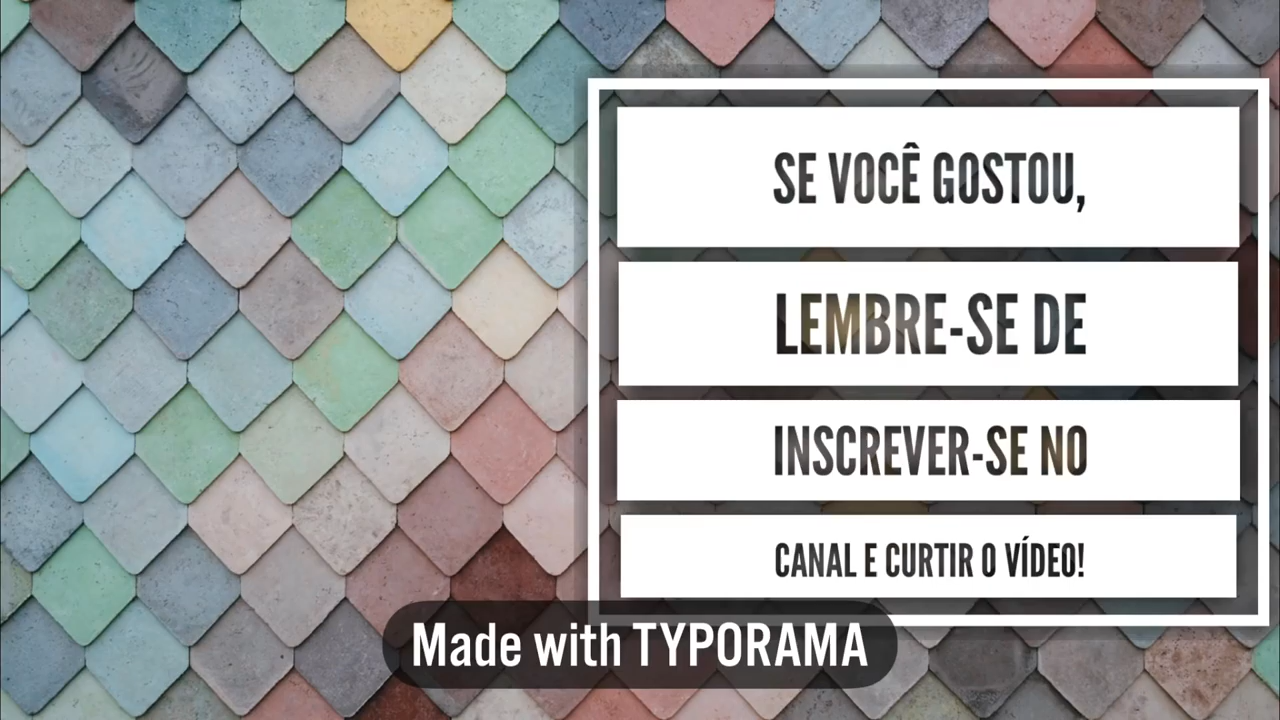 SE VOCÊ GOSTOU,
LEMBRE-SE DE
INSCREVER-SE NO
CANAL E CURTIR O VÍDEO!
Made with TYPORAMA